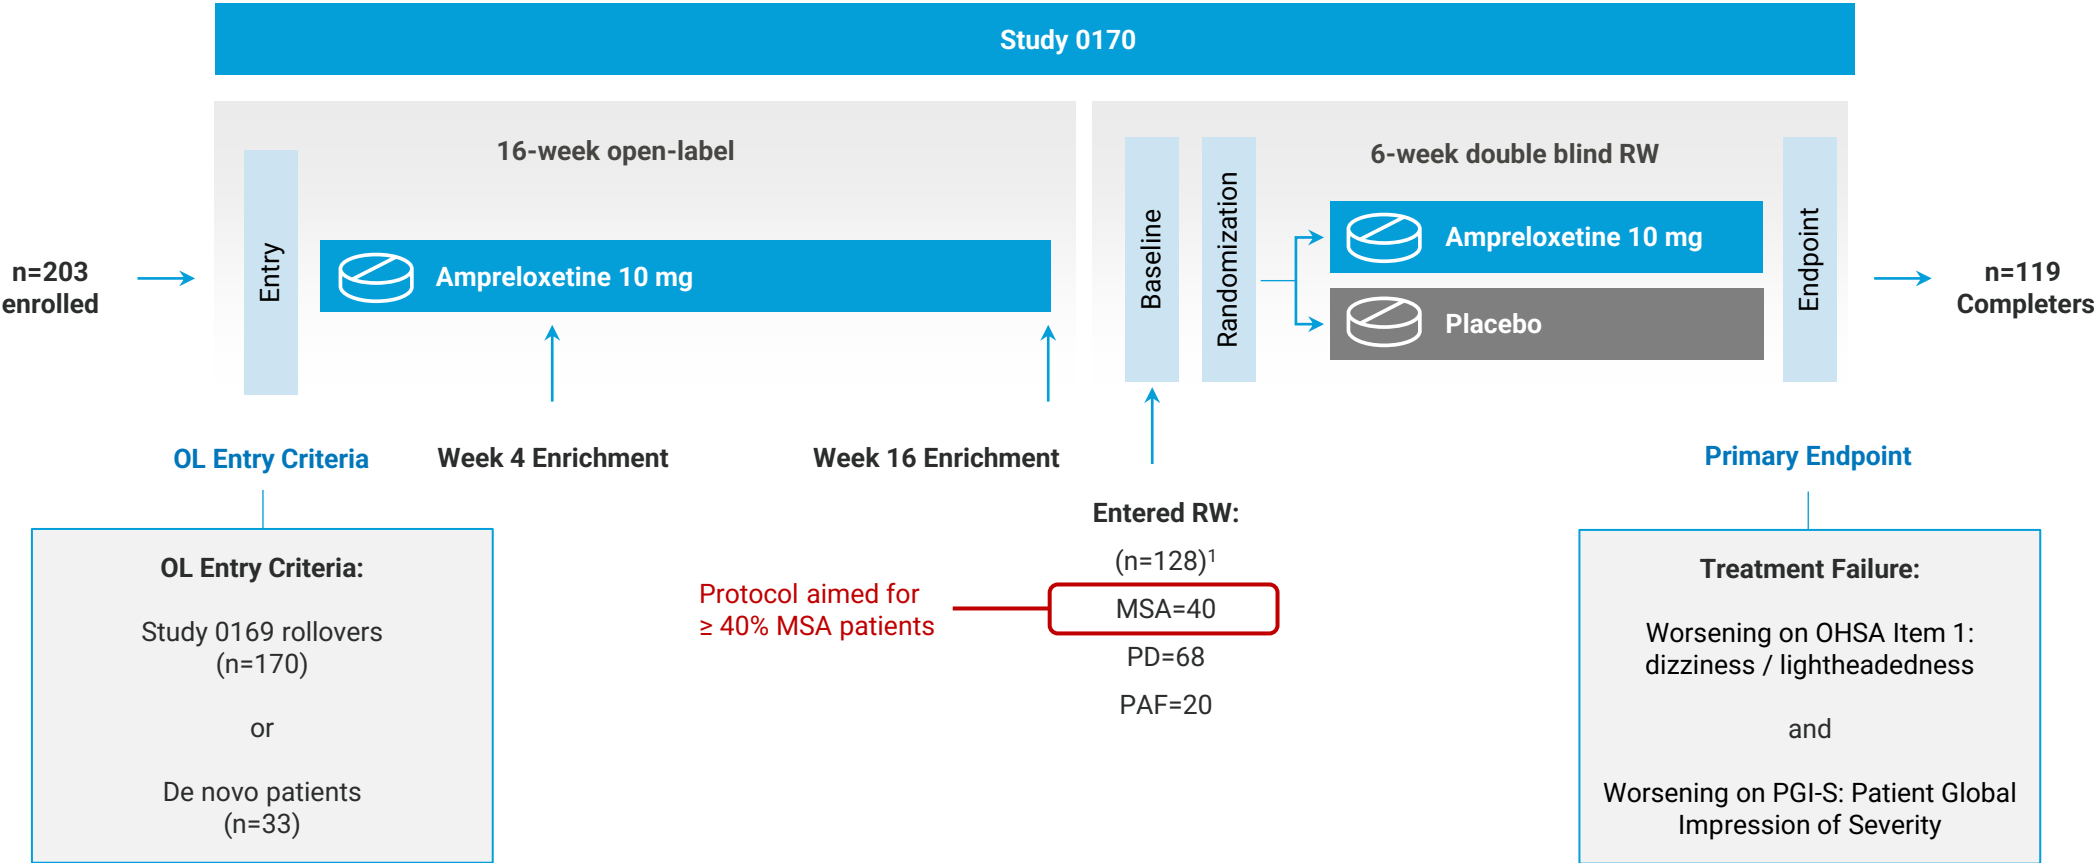 Study 0170
16-week open-label
6-week double blind RW
n=203
enrolled
Entry
Ampreloxetine 10 mg
Baseline
Randomization
Ampreloxetine 10 mg
Placebo
Endpoint
n=119
Completers
OL Entry Criteria
Week 4 Enrichment
Week 16 Enrichment
Primary Endpoint
OL Entry Criteria:
Study 0169 rollovers
(n=170)
or
De novo patients
(n=33)
Protocol aimed for
≥ 40% MSA patients
Entered RW:
(n=128)¹
MSA=40
PD=68
PAF=20
Treatment Failure:
Worsening on OHSA Item 1:
dizziness / lightheadedness
and
Worsening on PGI-S: Patient Global
Impression of Severity